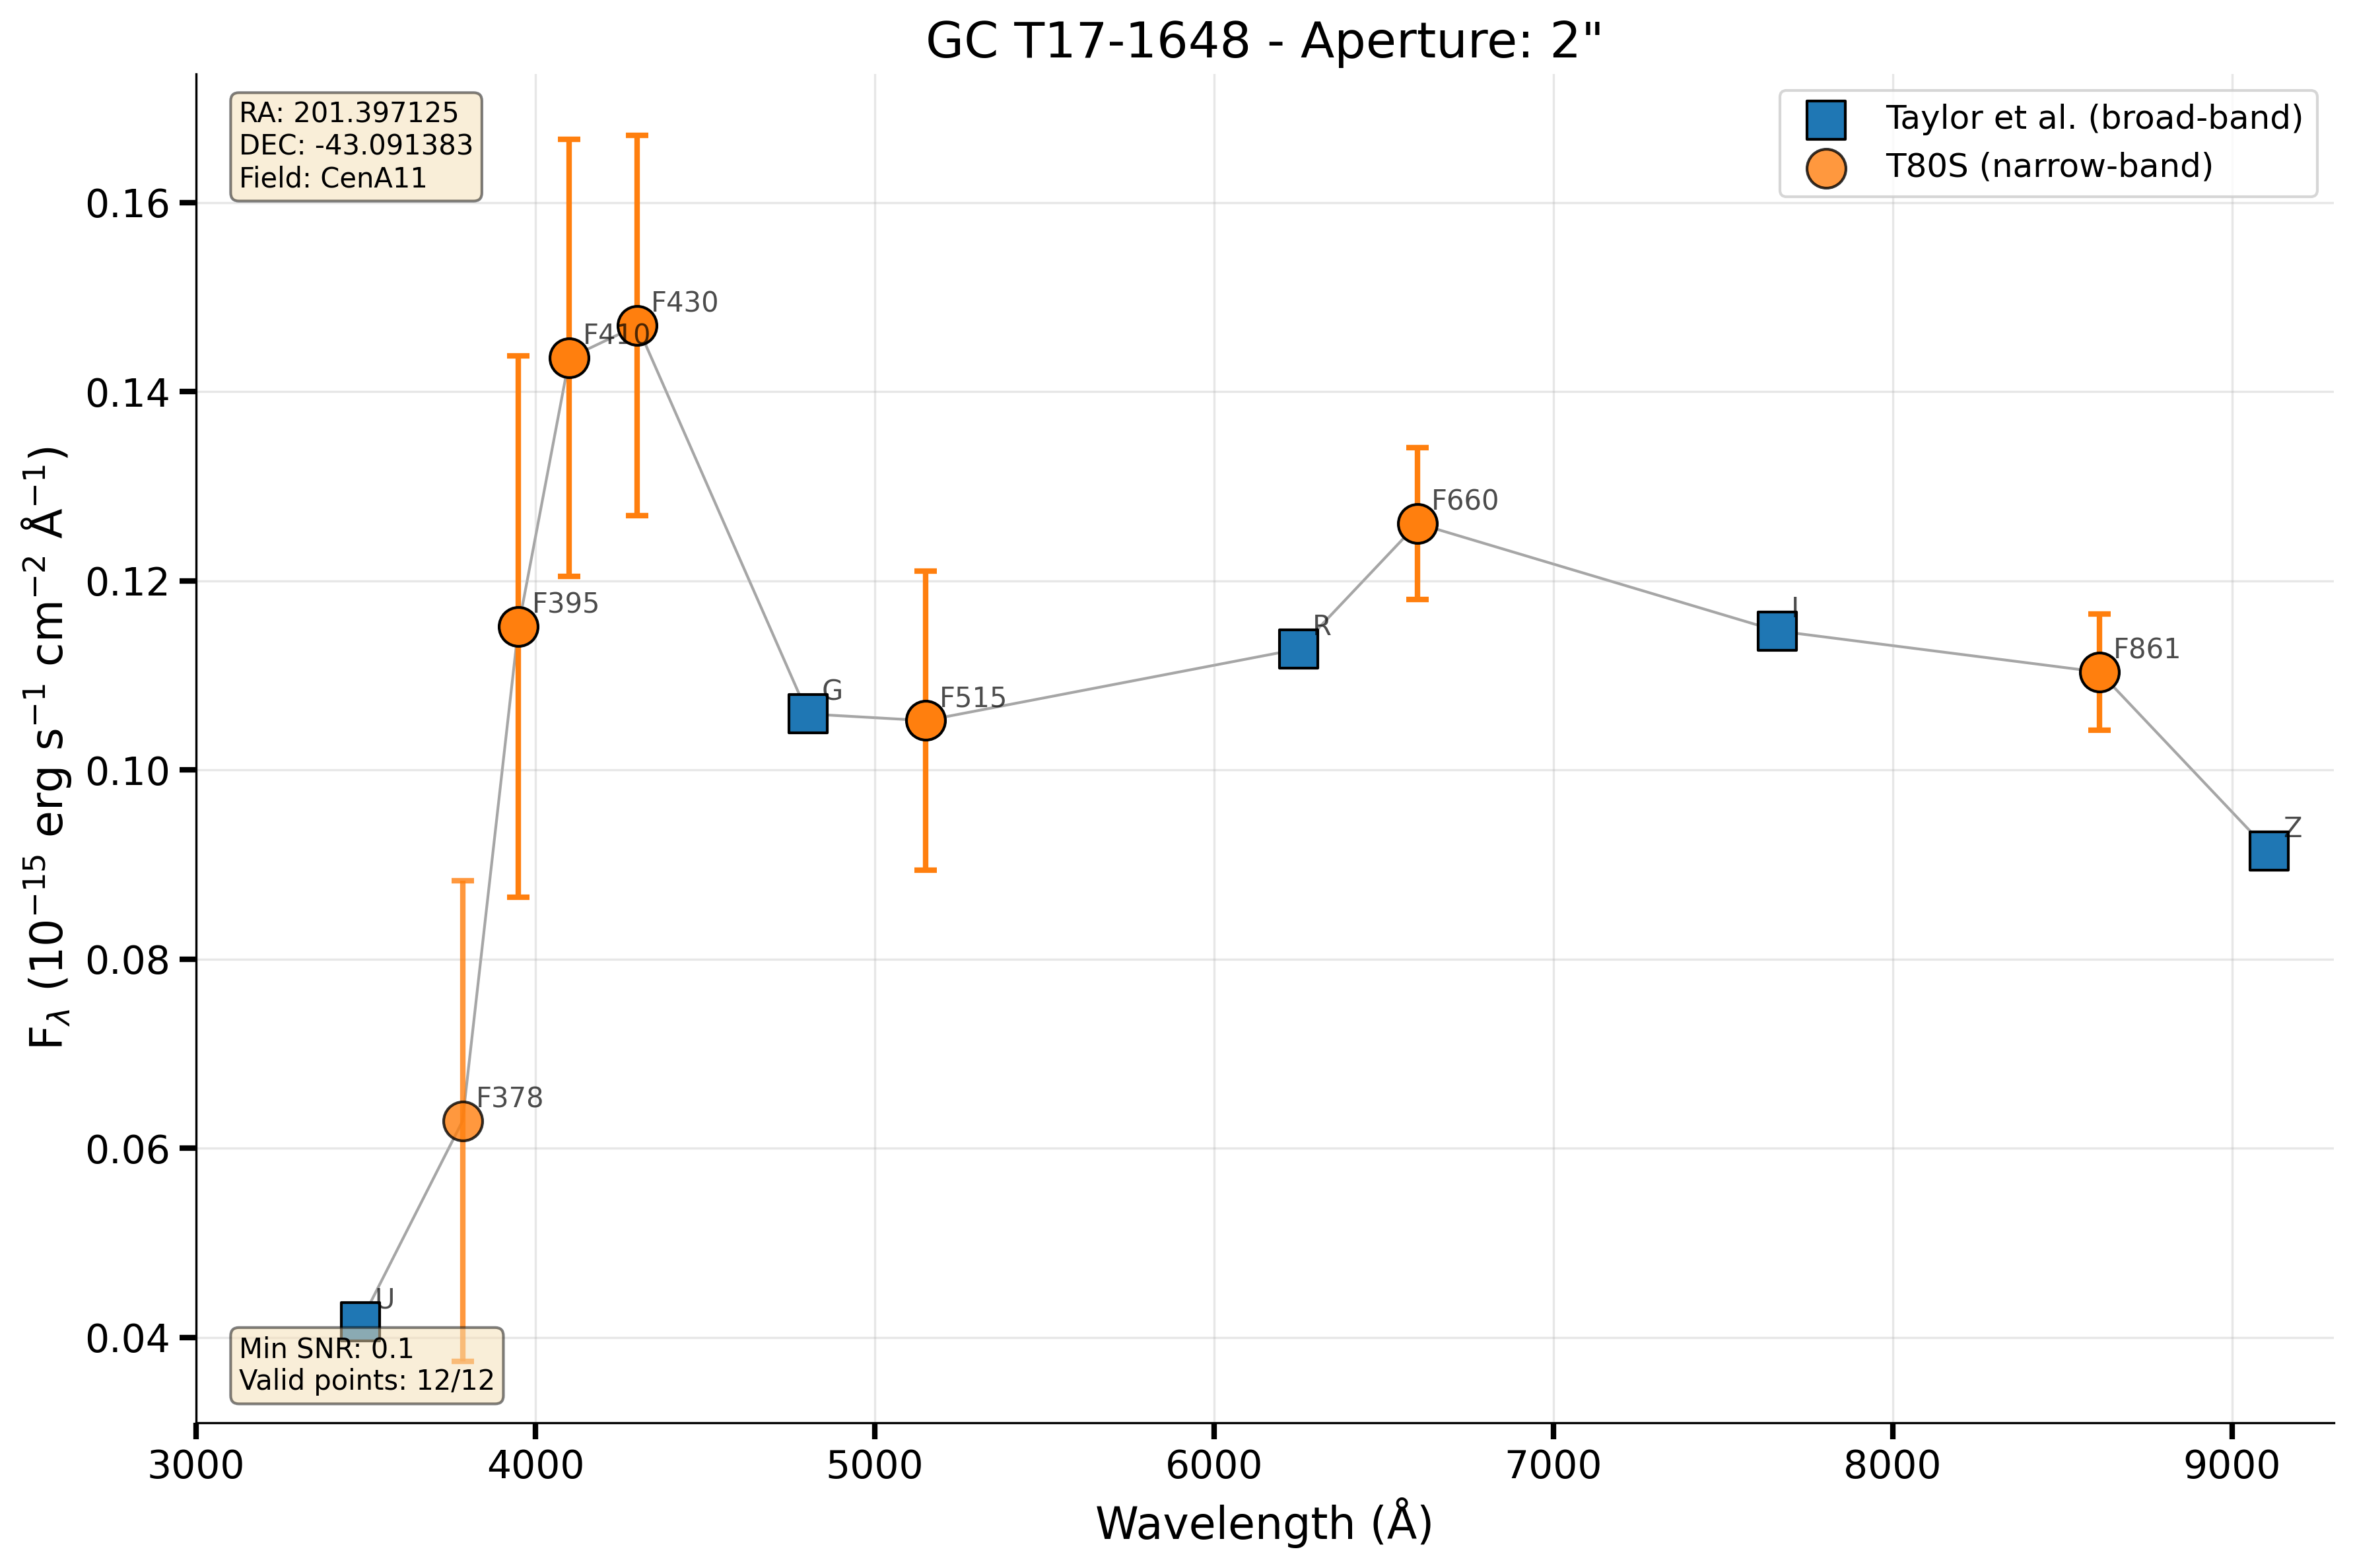 GC T17-1648 - Aperture: 2"
RA: 201.397125
DEC: -43.091383
Field: CenA11
Taylor et al. (broad-band)
T80S (narrow-band)
F430
F410
F395
F378
U
G
F515
R
F660
I
F861
Z
Min SNR: 0.1
Valid points: 12/12
0.16
0.14
0.12
0.10
0.08
0.06
0.04
Fλ (10⁻¹⁵ erg s⁻¹ cm⁻² Å⁻¹)
3000 4000 5000 6000 7000 8000 9000
Wavelength (Å)